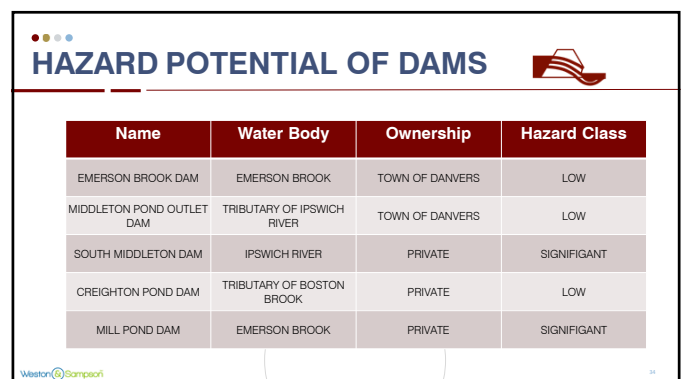 HAZARD POTENTIAL OF DAMS
Name Water Body Ownership Hazard Class
EMERSON BROOK DAM EMERSON BROOK TOWN OF DANVERS LOW
MIDDLETON POND OUTLET DAM TRIBUTARY OF IPSWICH RIVER TOWN OF DANVERS LOW
SOUTH MIDDLETON DAM IPSWICH RIVER PRIVATE SIGNIFIGANT
CREIGHTON POND DAM TRIBUTARY OF BOSTON BROOK PRIVATE LOW
MILL POND DAM EMERSON BROOK PRIVATE SIGNIFIGANT
Weston & Sampson
24